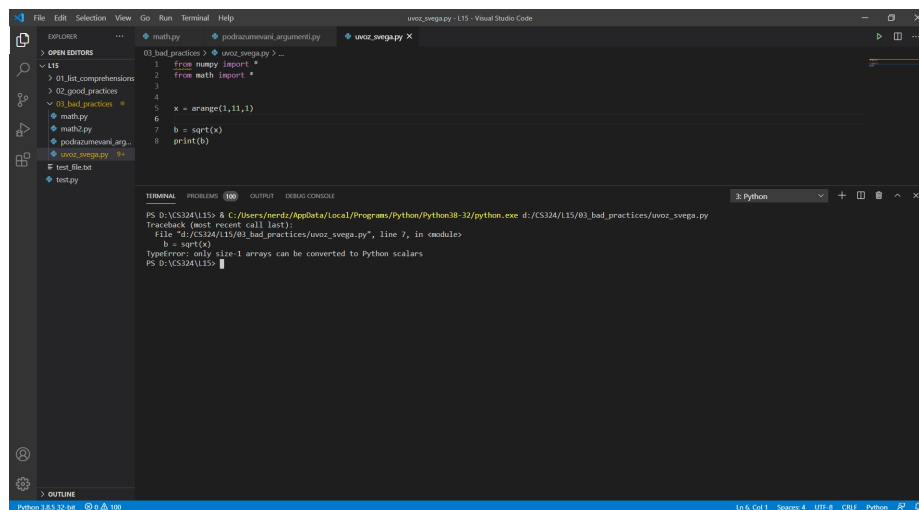 File Edit Selection View Go Run Terminal Help uvoz_svega.py - L15 - Visual Studio Code
EXPLORER
OPEN EDITORS
L15
01_list_comprehensions
02_good_practices
03_bad_practices
math.py
math2.py
podrazumevani_arg...
uvoz_svega.py 9+
test_file.txt
test.py
OUTLINE
math.py podrazumevani_argumenti.py uvoz_svega.py
03_bad_practices > uvoz_svega.py > ...
1 from numpy import *
2 from math import *
3
4
5 x = arange(1,11,1)
6
7 b = sqrt(x)
8 print(b)
TERMINAL PROBLEMS 100 OUTPUT DEBUG CONSOLE 3: Python
PS D:\CS324\L15> & C:/Users/nerdz/AppData/Local/Programs/Python/Python38-32/python.exe d:/CS324/L15/03_bad_practices/uvoz_svega.py
Traceback (most recent call last):
File "d:/CS324/L15/03_bad_practices/uvoz_svega.py", line 7, in <module>
b = sqrt(x)
TypeError: only size-1 arrays can be converted to Python scalars
PS D:\CS324\L15>
Python 3.8.5 32-bit 0 100 Ln 6, Col 1 Spaces: 4 UTF-8 CRLF Python